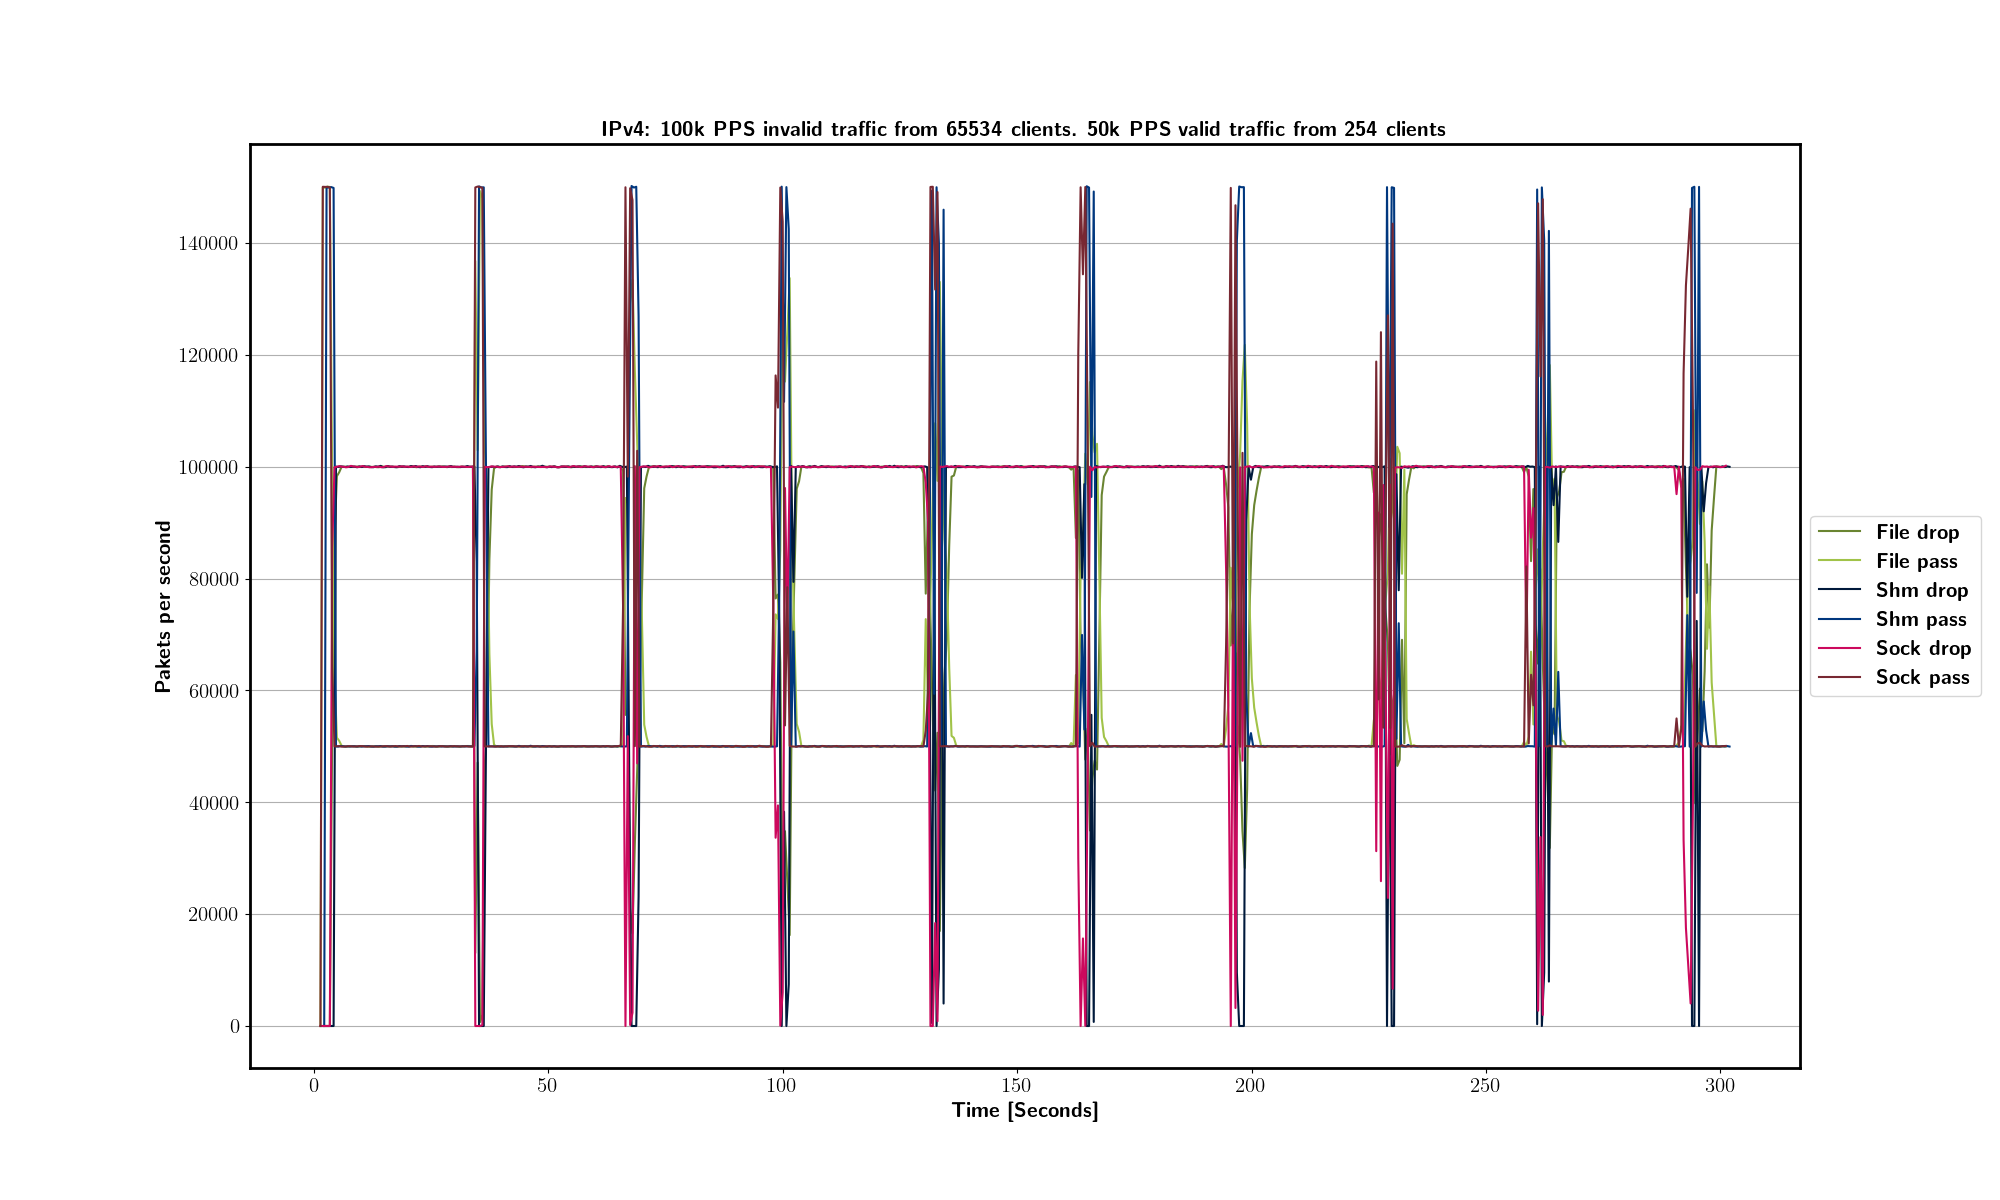 IPv4: 100k PPS invalid traffic from 65534 clients. 50k PPS valid traffic from 254 clients
140000
120000
100000
80000
60000
40000
20000
0
Pakets per second
0 50 100 150 200 250 300
Time [Seconds]
File drop
File pass
Shm drop
Shm pass
Sock drop
Sock pass